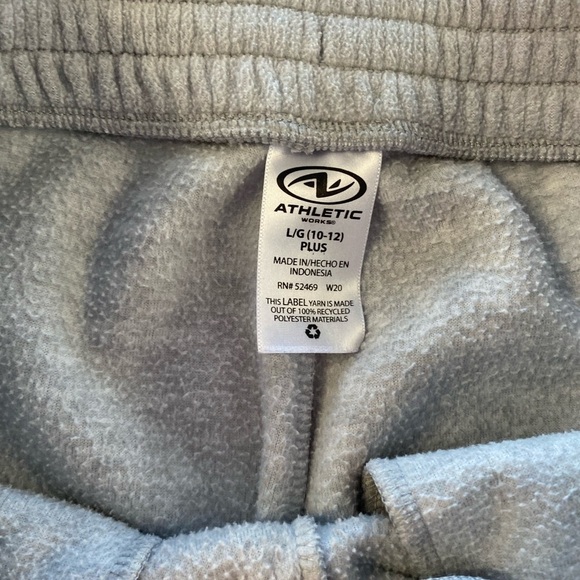 ATHLETIC
WORKS®
L/G (10-12)
PLUS
MADE IN/HECHO EN
INDONESIA
RN# 52469 W20
THIS LABEL YARN IS MADE
OUT OF 100% RECYCLED
POLYESTER MATERIALS